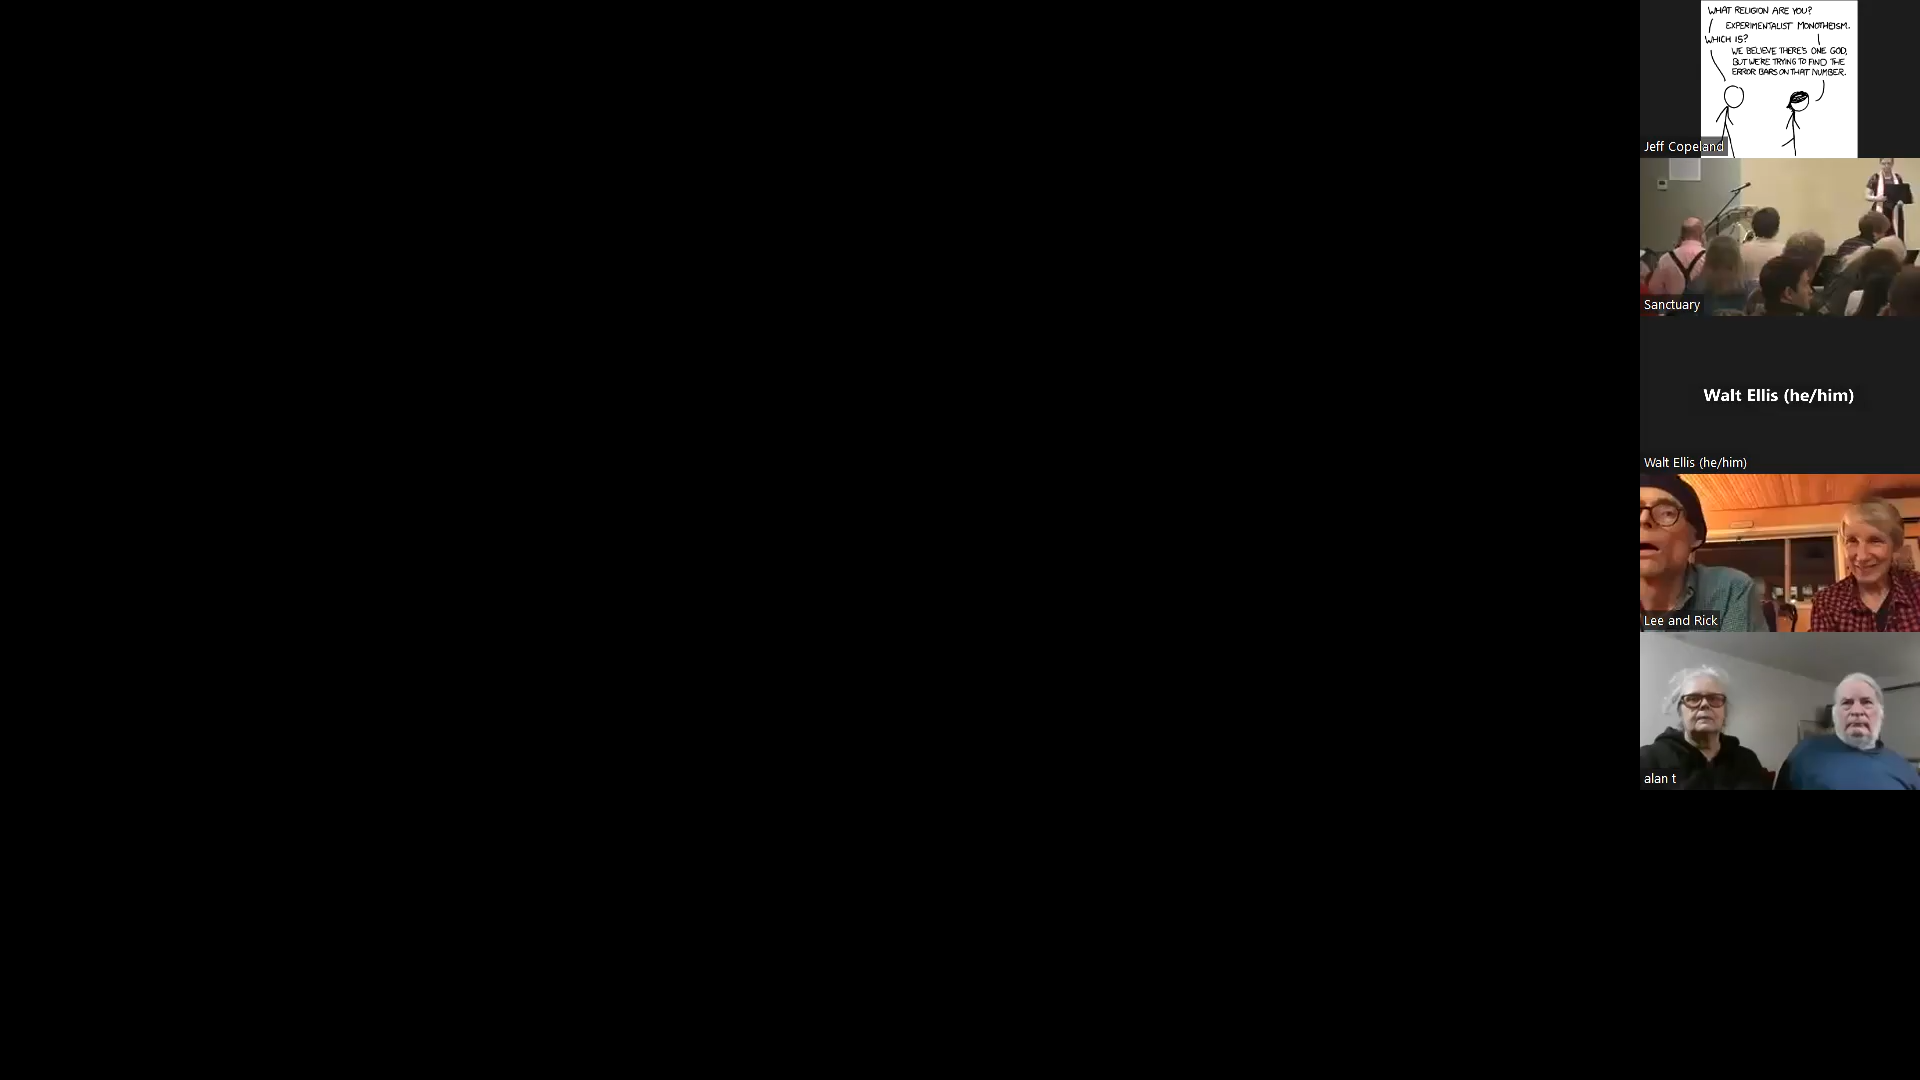 WHAT RELIGION ARE YOU?
EXPERIMENTALIST MONOTHEISM.
WHICH IS?
WE BELIEVE THERE'S ONE GOD,
BUT WE'RE TRYING TO FIND THE
ERROR BARS ON THAT NUMBER.
Jeff Copeland
Sanctuary
Walt Ellis (he/him)
Walt Ellis (he/him)
Lee and Rick
alan t